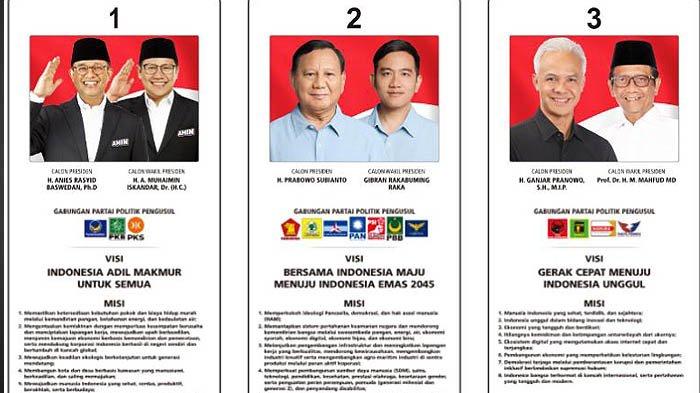 1
AMIN
AMIN
CALON PRESIDEN
H. ANIES RASYID
BASWEDAN, Ph.D
CALON WAKIL PRESIDEN
H. A. MUHAIMIN
ISKANDAR, Dr. (H.C.)
GABUNGAN PARTAI POLITIK PENGUSUL
PKB
PKS
VISI
INDONESIA ADIL MAKMUR
UNTUK SEMUA
MISI
1. Memastikan ketersediaan kebutuhan pokok dan biaya hidup murah
melalui kemandirian pangan, ketahanan energi, dan kedaulatan air;
2. Mengentaskan kemiskinan dengan memperluas kesempatan berusaha
dan menciptakan lapangan kerja, mewujudkan upah berkeadilan,
menjamin kemajuan ekonomi berbasis kemandirian dan pemerataan,
serta mendukung korporasi Indonesia berhasil di negeri sendiri dan
bertumbuh di kancah global;
3. Mewujudkan keadilan ekologis berkelanjutan untuk generasi
mendatang;
4. Membangun kota dan desa berbasis kawasan yang manusiawi,
berkeadilan, dan saling memajukan;
5. Mewujudkan manusia Indonesia yang sehat, cerdas, produktif,
berakhlak, serta berbudaya;
2
CALON PRESIDEN
H. PRABOWO SUBIANTO
CALON WAKIL PRESIDEN
GIBRAN RAKABUMING
RAKA
GABUNGAN PARTAI POLITIK PENGUSUL
GERINDRA
PAN
PSI
PBB
VISI
BERSAMA INDONESIA MAJU
MENUJU INDONESIA EMAS 2045
MISI
1. Memperkokoh ideologi Pancasila, demokrasi, dan hak asasi manusia
(HAM);
2. Memantapkan sistem pertahanan keamanan negara dan mendorong
kemandirian bangsa melalui swasembada pangan, energi, air, ekonomi
syariah, ekonomi digital, ekonomi hijau, dan ekonomi biru;
3. Melanjutkan pengembangan infrastruktur dan meningkatkan lapangan
kerja yang berkualitas, mendorong kewirausahaan, mengembangkan
industri kreatif serta mengembangkan agro-maritim industri di sentra
produksi melalui peran aktif koperasi;
4. Memperkuat pembangunan sumber daya manusia (SDM), sains,
teknologi, pendidikan, kesehatan, prestasi olahraga, kesetaraan gender,
serta penguatan peran perempuan, pemuda (generasi milenial dan
generasi Z), dan penyandang disabilitas;
3
CALON PRESIDEN
H. GANJAR PRANOWO,
S.H., M.I.P.
CALON WAKIL PRESIDEN
Prof. Dr. H. M. MAHFUD MD
GABUNGAN PARTAI POLITIK PENGUSUL
HANURA
VISI
GERAK CEPAT MENUJU
INDONESIA UNGGUL
MISI
1. Manusia Indonesia yang sehat, terdidik, dan sejahtera;
2. Indonesia unggul dalam bidang inovasi dan teknologi;
3. Ekonomi yang tangguh dan berdikari;
4. Hilangnya kemiskinan dan ketimpangan antarwilayah dari akarnya;
5. Ekosistem digital yang mengutamakan akses internet cepat dan
terjangkau;
6. Pembangunan ekonomi yang memperhatikan kelestarian lingkungan;
7. Demokrasi terjaga melalui pemberantasan korupsi dan pemerintahan
inklusif berlandaskan supremasi hukum;
8. Indonesia bangsa terhormat di kancah internasional, serta pertahanan
yang tangguh dan modern.